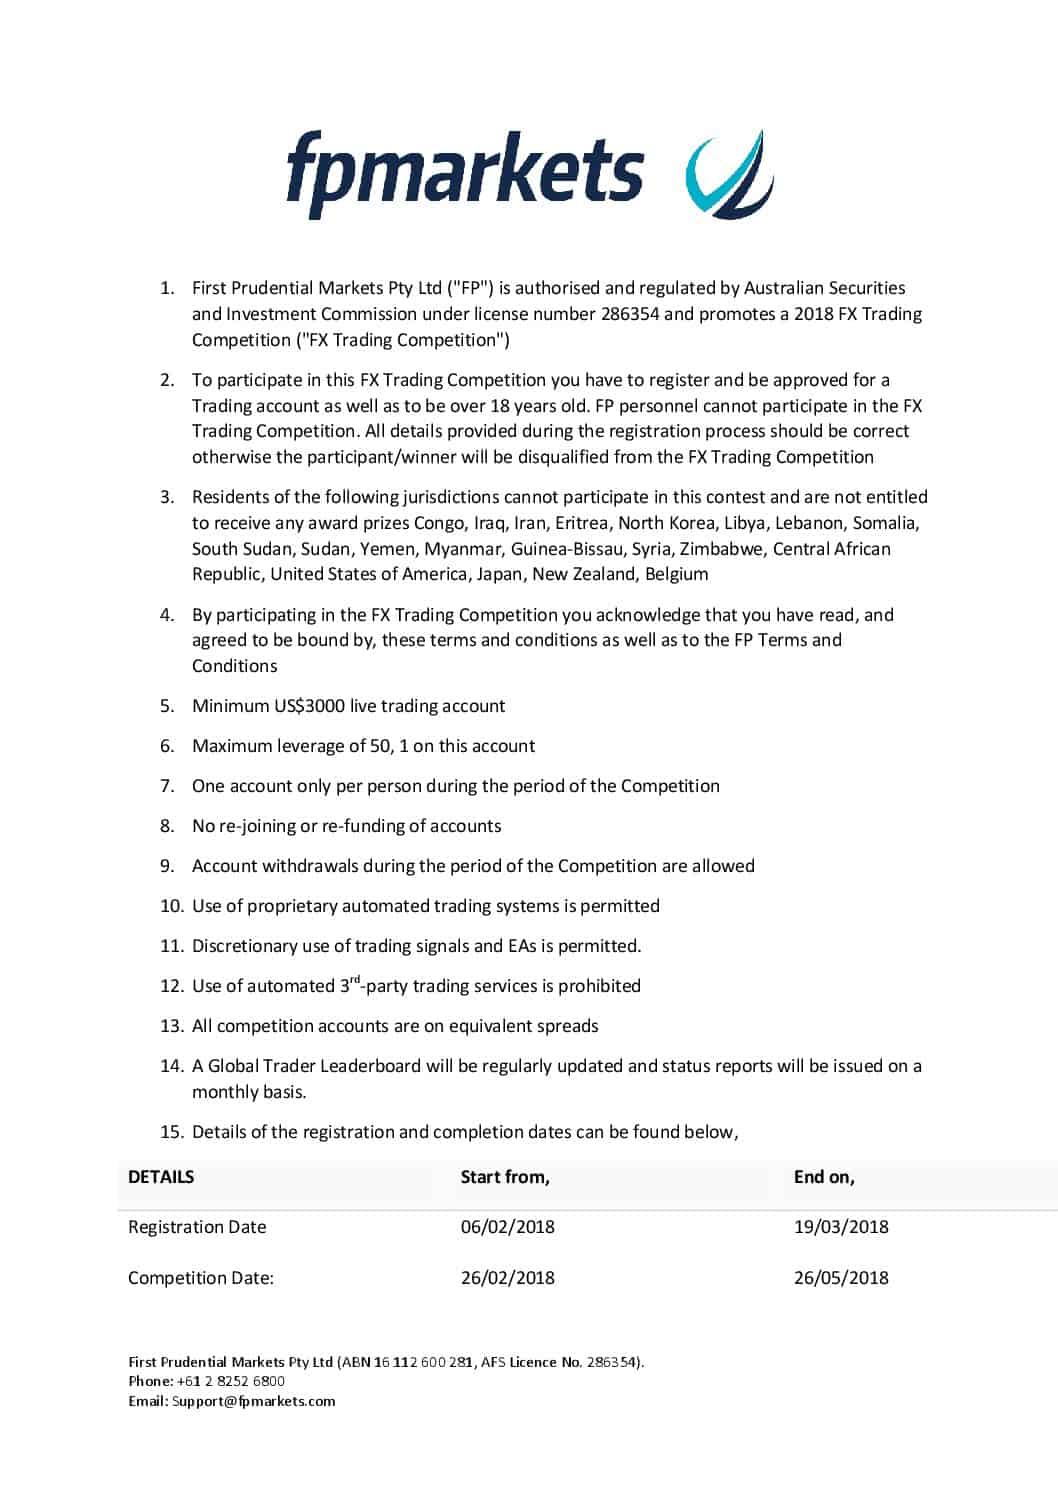 fpmarkets
1. First Prudential Markets Pty Ltd ("FP") is authorised and regulated by Australian Securities
and Investment Commission under license number 286354 and promotes a 2018 FX Trading
Competition ("FX Trading Competition")
2. To participate in this FX Trading Competition you have to register and be approved for a
Trading account as well as to be over 18 years old. FP personnel cannot participate in the FX
Trading Competition. All details provided during the registration process should be correct
otherwise the participant/winner will be disqualified from the FX Trading Competition
3. Residents of the following jurisdictions cannot participate in this contest and are not entitled
to receive any award prizes Congo, Iraq, Iran, Eritrea, North Korea, Libya, Lebanon, Somalia,
South Sudan, Sudan, Yemen, Myanmar, Guinea-Bissau, Syria, Zimbabwe, Central African
Republic, United States of America, Japan, New Zealand, Belgium
4. By participating in the FX Trading Competition you acknowledge that you have read, and
agreed to be bound by, these terms and conditions as well as to the FP Terms and
Conditions
5. Minimum US$3000 live trading account
6. Maximum leverage of 50, 1 on this account
7. One account only per person during the period of the Competition
8. No re-joining or re-funding of accounts
9. Account withdrawals during the period of the Competition are allowed
10. Use of proprietary automated trading systems is permitted
11. Discretionary use of trading signals and EAs is permitted.
12. Use of automated 3rd-party trading services is prohibited
13. All competition accounts are on equivalent spreads
14. A Global Trader Leaderboard will be regularly updated and status reports will be issued on a
monthly basis.
15. Details of the registration and completion dates can be found below,
DETAILS Start from, End on,
Registration Date 06/02/2018 19/03/2018
Competition Date: 26/02/2018 26/05/2018
First Prudential Markets Pty Ltd (ABN 16 112 600 281, AFS Licence No. 286354).
Phone: +61 2 8252 6800
Email: Support@fpmarkets.com